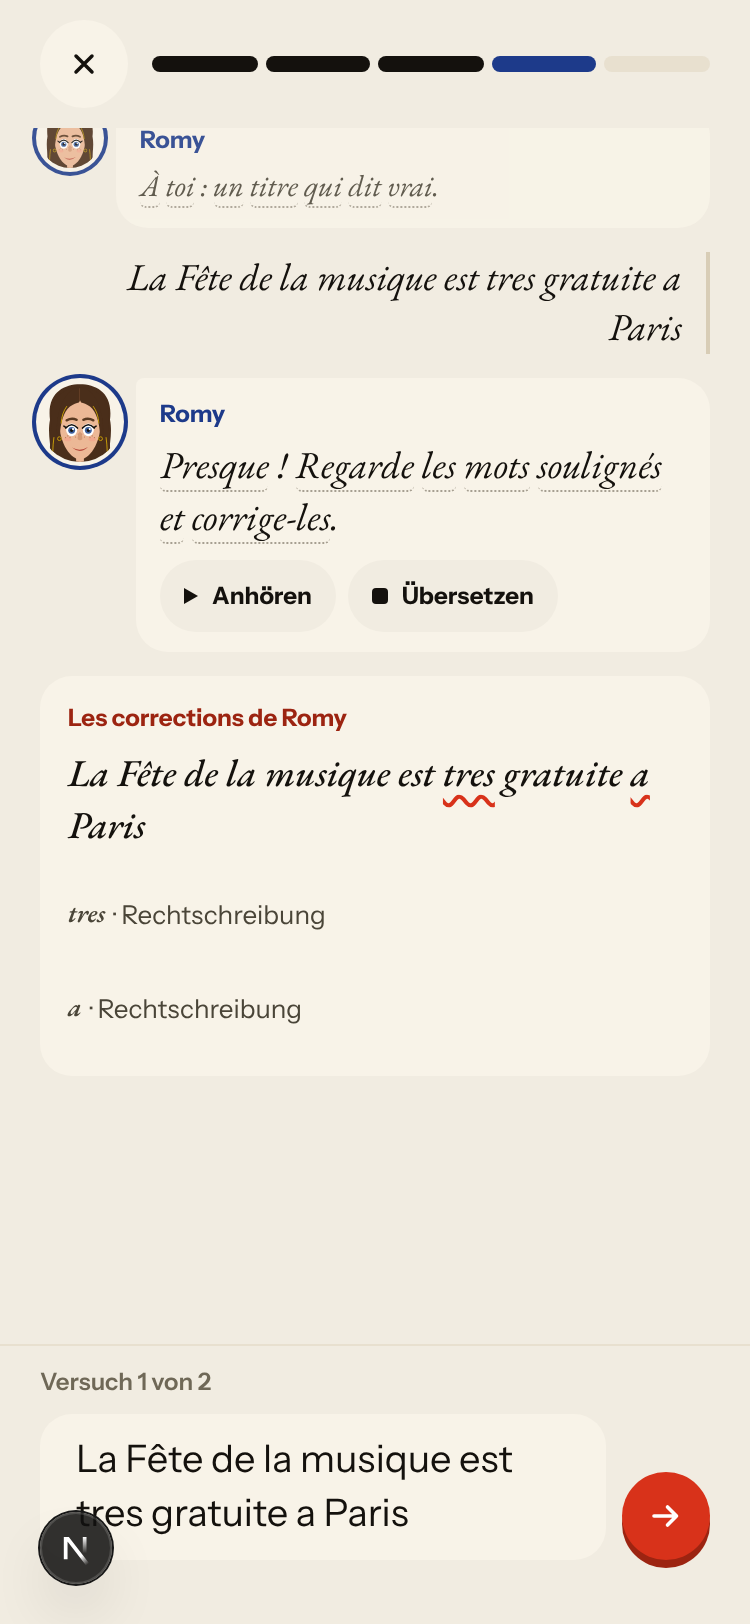 Romy
À toi : un titre qui dit vrai.
La Fête de la musique est tres gratuite a
Paris
Romy
Presque ! Regarde les mots soulignés
et corrige-les.
Anhören
Übersetzen
Les corrections de Romy
La Fête de la musique est tres gratuite a
Paris
tres · Rechtschreibung
a · Rechtschreibung
Versuch 1 von 2
La Fête de la musique est
tres gratuite a Paris
N